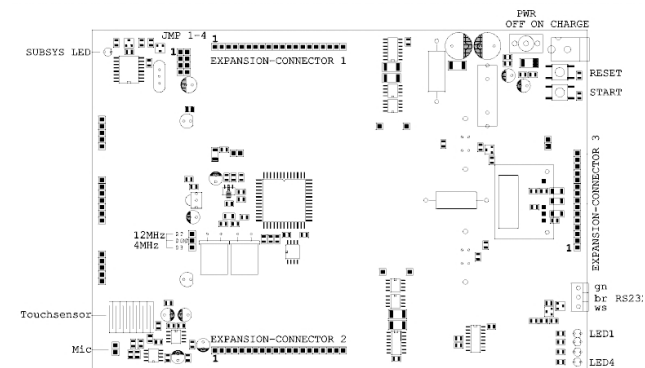 PWR
OFF ON CHARGE
JMP 1-4
1
1
SUBSYS LED
EXPANSION-CONNECTOR 1
RESET
START
EXPANSION-CONNECTOR 3
1
12MHz
4MHz
gn
br RS232
ws
Touchsensor
LED1
EXPANSION-CONNECTOR 2
Mic
1
LED4